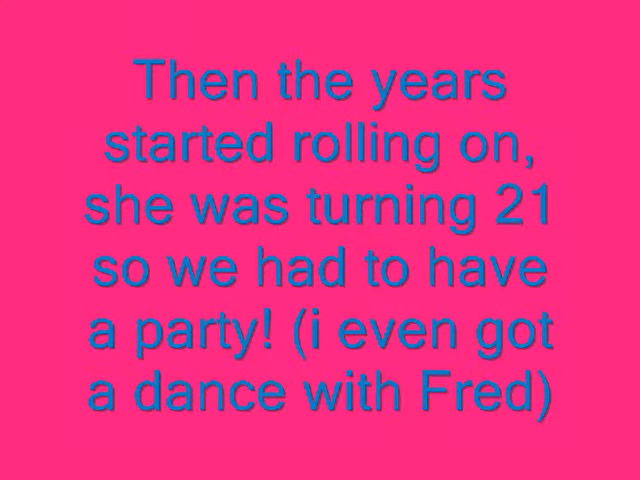 Then the years
started rolling on,
she was turning 21
so we had to have
a party! (i even got
a dance with Fred)